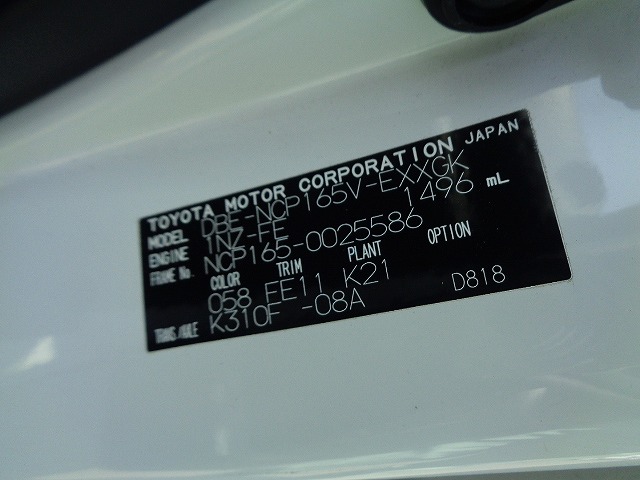 TOYOTA MOTOR CORPORATION JAPAN
MODEL DBE-NCP165V-EXXGK
ENGINE 1NZ-FE 1496 mL
FRAME No. NCP165-0025586
COLOR TRIM PLANT OPTION
058 FE11 K21
TRANS/AXLE K310F -08A D818